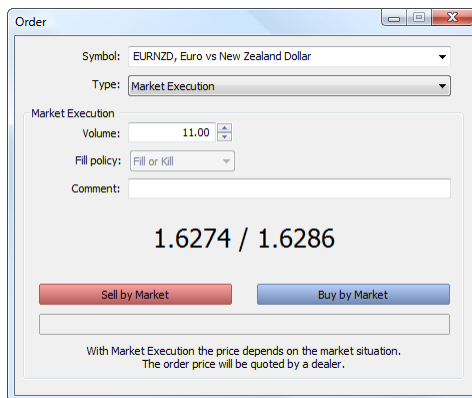 Order
Symbol: EURNZD, Euro vs New Zealand Dollar
Type: Market Execution
Market Execution
Volume: 11.00
Fill policy: Fill or Kill
Comment:
1.6274 / 1.6286
Sell by Market Buy by Market
With Market Execution the price depends on the market situation.
The order price will be quoted by a dealer.